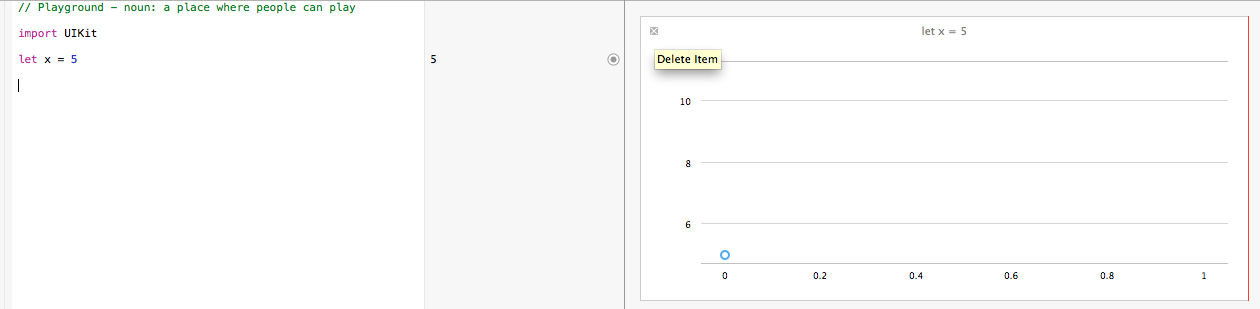 // Playground – noun: a place where people can play
import UIKit
let x = 5
5
let x = 5
Delete Item
10
8
6
0 0.2 0.4 0.6 0.8 1